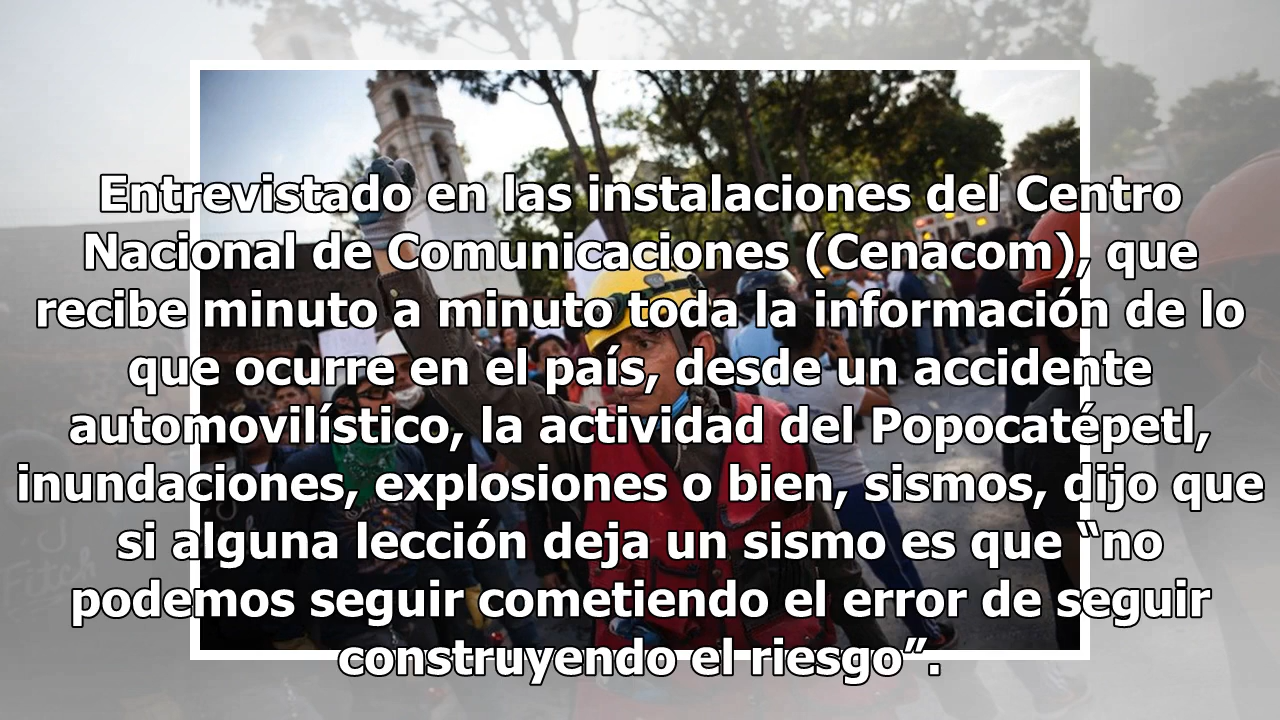 Entrevistado en las instalaciones del Centro
Nacional de Comunicaciones (Cenacom), que
recibe minuto a minuto toda la información de lo
que ocurre en el país, desde un accidente
automovilístico, la actividad del Popocatépetl,
inundaciones, explosiones o bien, sismos, dijo que
si alguna lección deja un sismo es que “no
podemos seguir cometiendo el error de seguir
construyendo el riesgo”.
Fitch